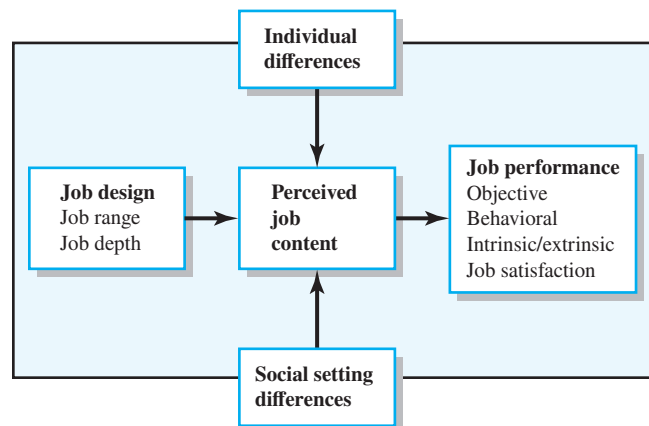 Individual
differences
Job design
Job range
Job depth
Perceived
job
content
Job performance
Objective
Behavioral
Intrinsic/extrinsic
Job satisfaction
Social setting
differences